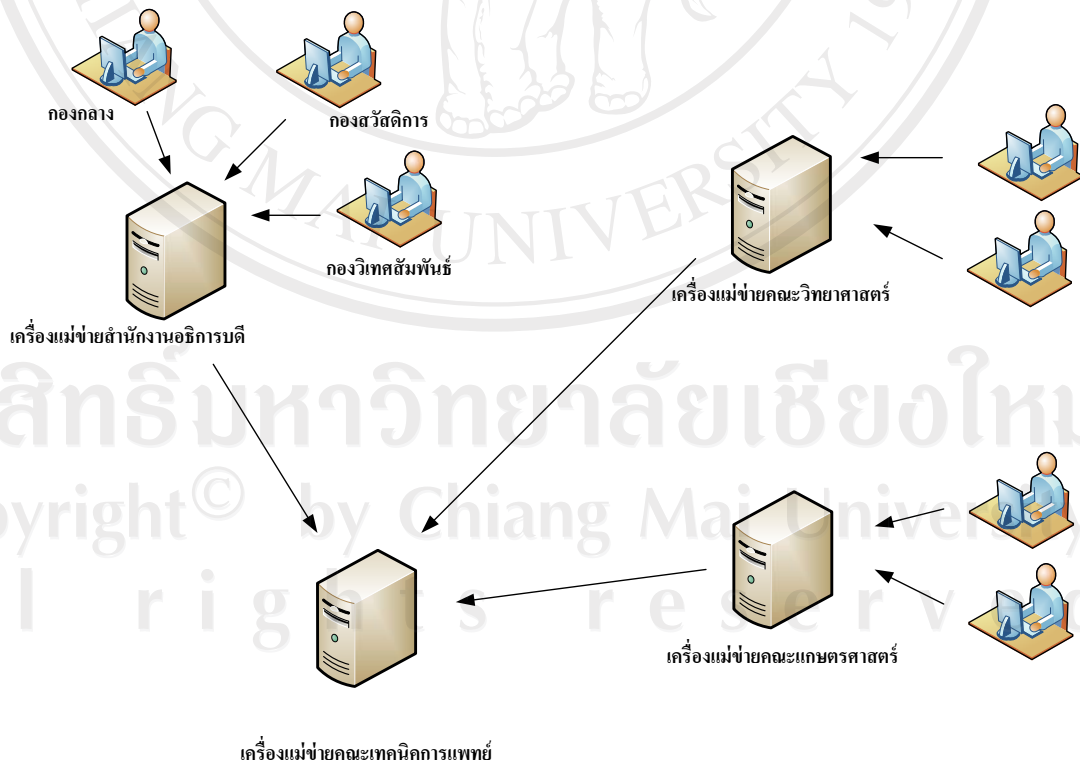 กองกลาง
กองสวัสดิการ
กองวิเทศสัมพันธ์
เครื่องแม่ข่ายสำนักงานอธิการบดี
เครื่องแม่ข่ายคณะวิทยาศาสตร์
เครื่องแม่ข่ายคณะแกษตรศาสตร์
เครื่องแม่ข่ายคณะเทคนิคการแพทย์
MAI UNIVERSITY
สิทธิ์มหาวิทยาลัยเชียงใหม
pyright© by Chiang Mai University
l rights reserv